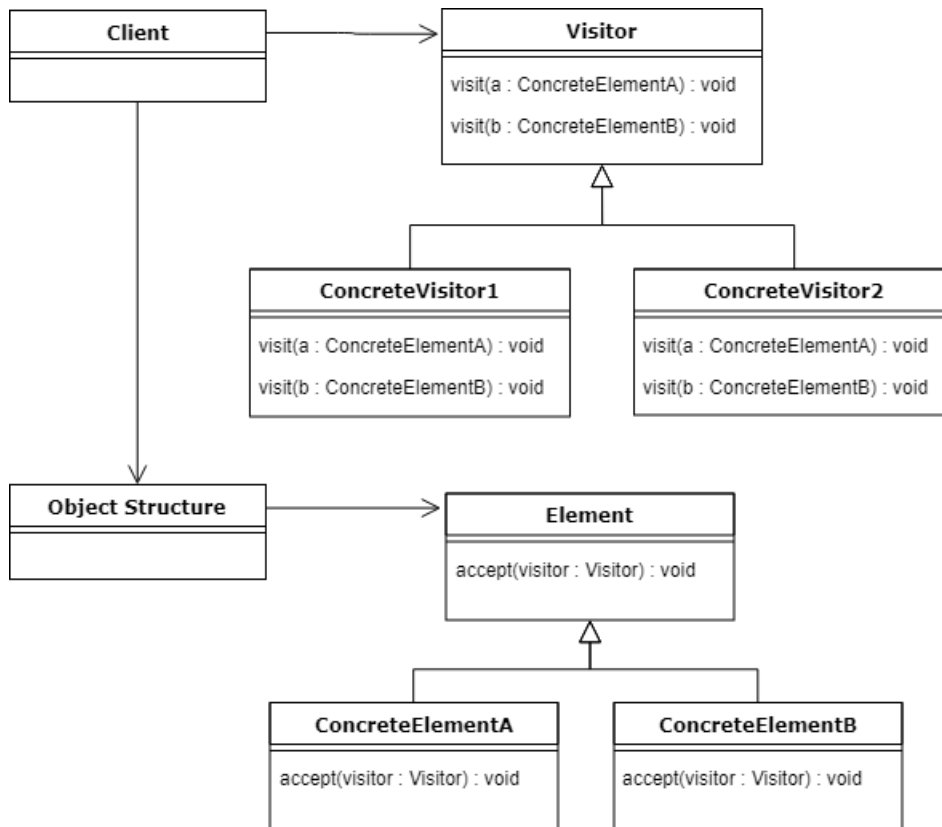 Client
Visitor
visit(a : ConcreteElementA) : void
visit(b : ConcreteElementB) : void
ConcreteVisitor1
visit(a : ConcreteElementA) : void
visit(b : ConcreteElementB) : void
ConcreteVisitor2
visit(a : ConcreteElementA) : void
visit(b : ConcreteElementB) : void
Object Structure
Element
accept(visitor : Visitor) : void
ConcreteElementA
accept(visitor : Visitor) : void
ConcreteElementB
accept(visitor : Visitor) : void